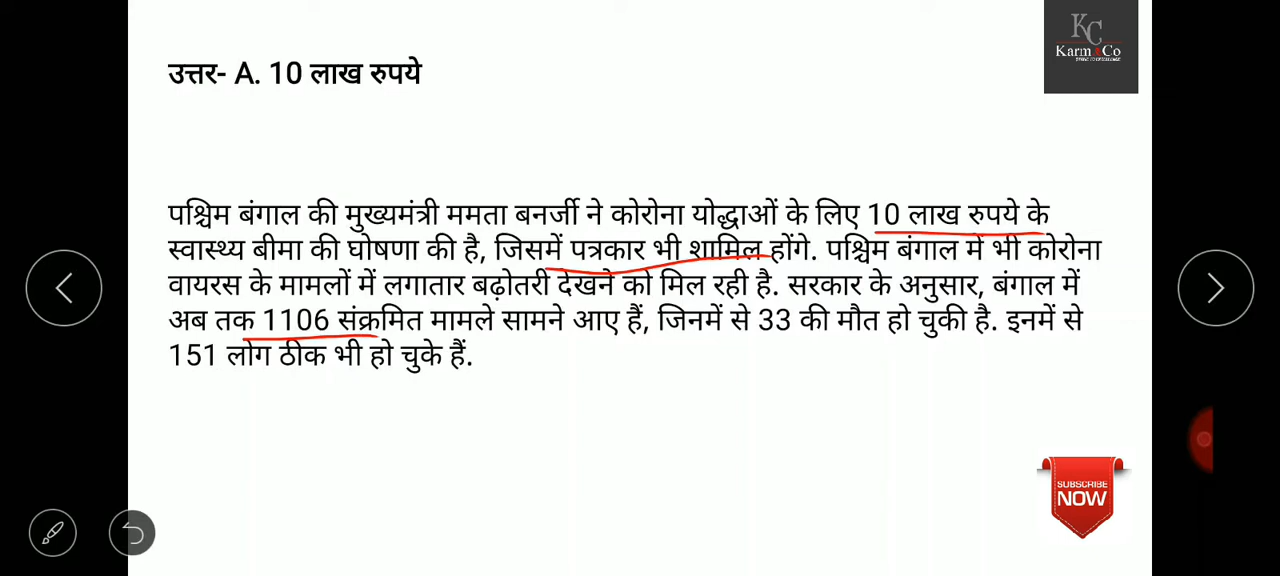 KC
Karm & Co
उत्तर- A. 10 लाख रुपये
पश्चिम बंगाल की मुख्यमंत्री ममता बनर्जी ने कोरोना योद्धाओं के लिए 10 लाख रुपये के
स्वास्थ्य बीमा की घोषणा की है, जिसमें पत्रकार भी शामिल होंगे. पश्चिम बंगाल में भी कोरोना
वायरस के मामलों में लगातार बढ़ोतरी देखने को मिल रही है. सरकार के अनुसार, बंगाल में
अब तक 1106 संक्रमित मामले सामने आए हैं, जिनमें से 33 की मौत हो चुकी है. इनमें से
151 लोग ठीक भी हो चुके हैं.
SUBSCRIBE
NOW